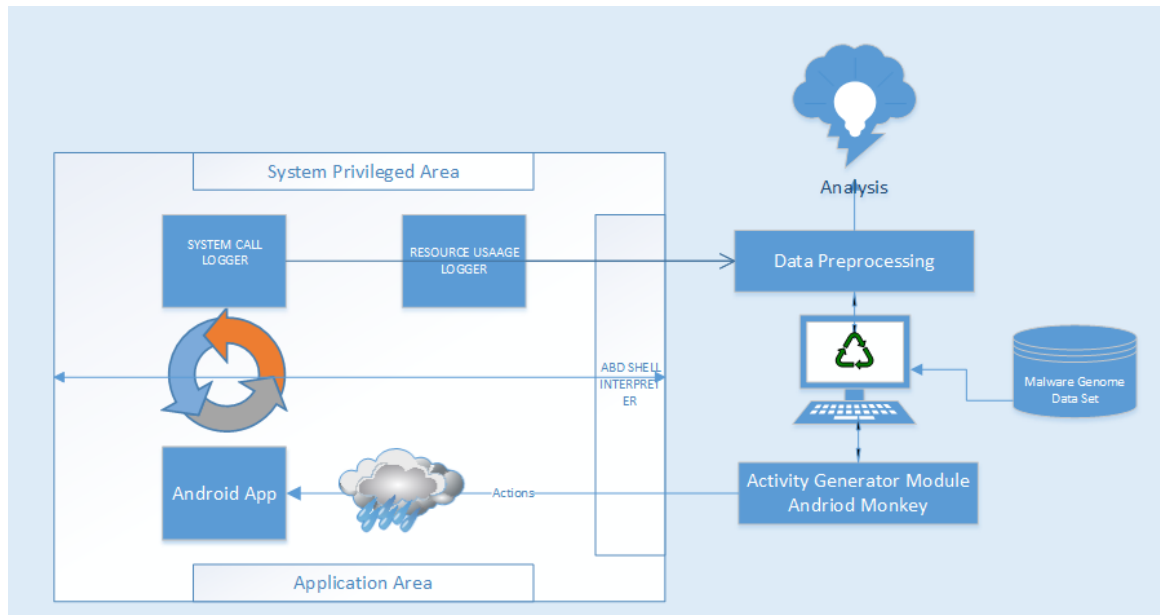 Analysis
System Privileged Area
SYSTEM CALL
LOGGER
RESOURCE USAAGE
LOGGER
Data Preprocessing
ABD SHELL
INTERPRET
ER
Malware Genome
Data Set
Android App
Actions
Activity Generator Module
Andriod Monkey
Application Area